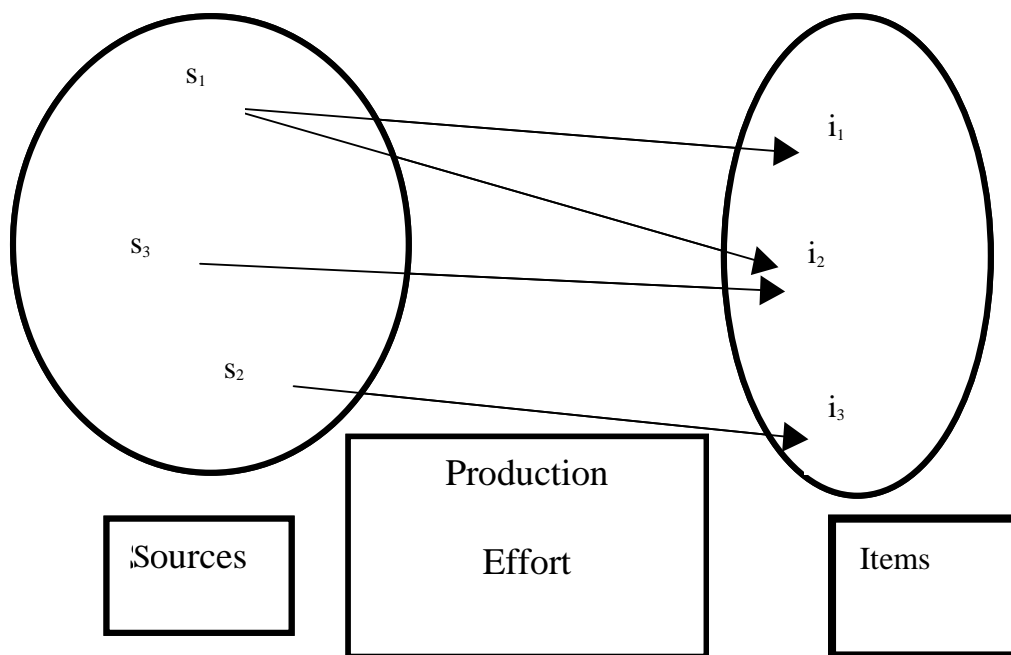 s₁
i₁
s₃
i₂
s₂
i₃
Production
Effort
Sources
Items